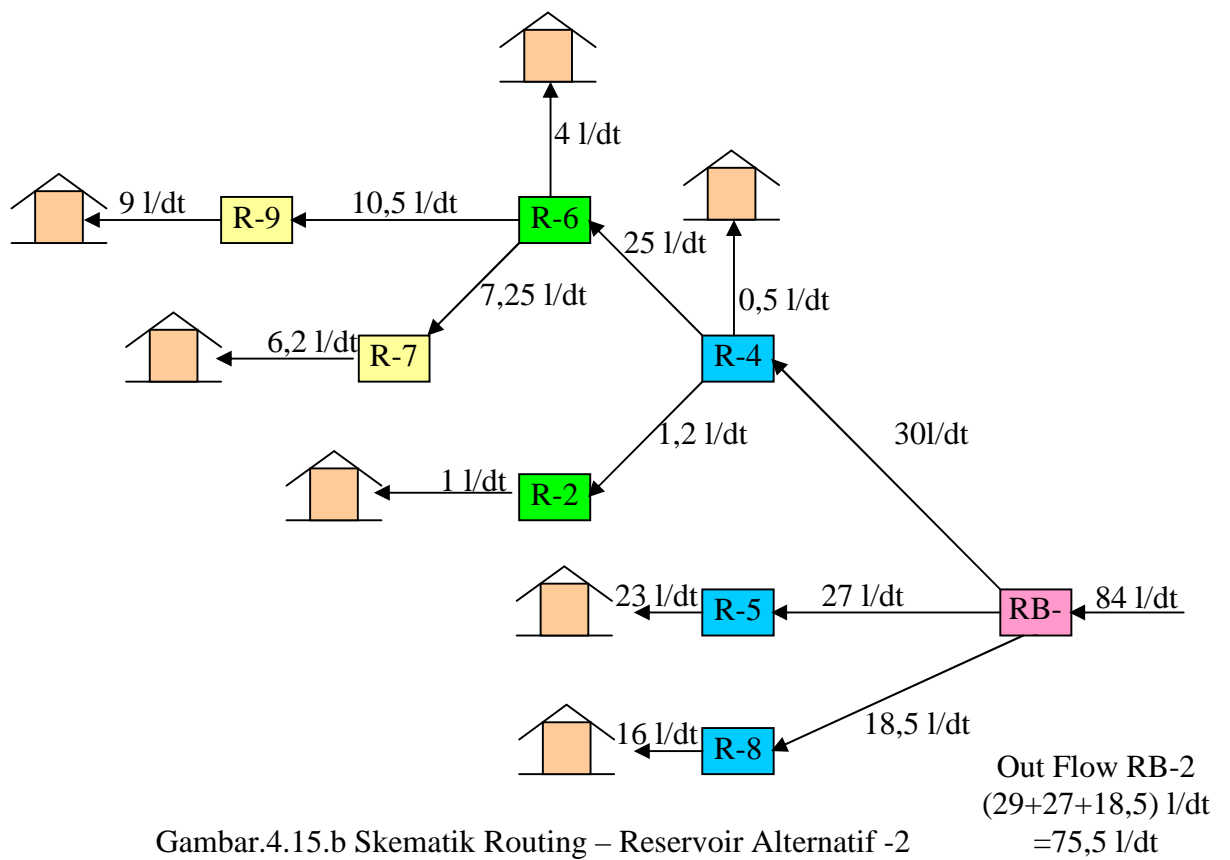 4 l/dt
9 l/dt
R-9
10,5 l/dt
R-6
25 l/dt
7,25 l/dt
0,5 l/dt
6,2 l/dt
R-7
R-4
1,2 l/dt
30l/dt
1 l/dt
R-2
23 l/dt
R-5
27 l/dt
RB-
84 l/dt
16 l/dt
R-8
18,5 l/dt
Out Flow RB-2
(29+27+18,5) l/dt
=75,5 l/dt
Gambar.4.15.b Skematik Routing – Reservoir Alternatif -2